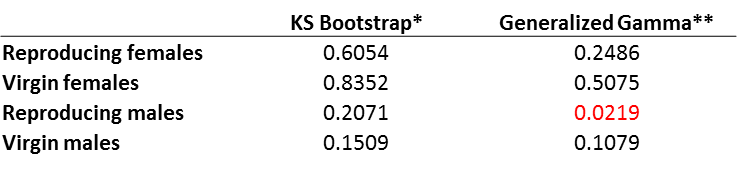 KS Bootstrap* Generalized Gamma**
Reproducing females 0.6054 0.2486
Virgin females 0.8352 0.5075
Reproducing males 0.2071 0.0219
Virgin males 0.1509 0.1079